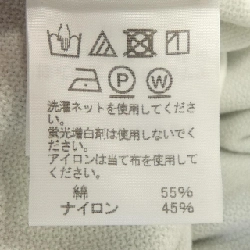 P W
洗濯ネットを使用してくださ
い。
蛍光増白剤は使用しないでく
ださい。
アイロンは当て布を使用して
ください。
綿 55%
ナイロン 45%